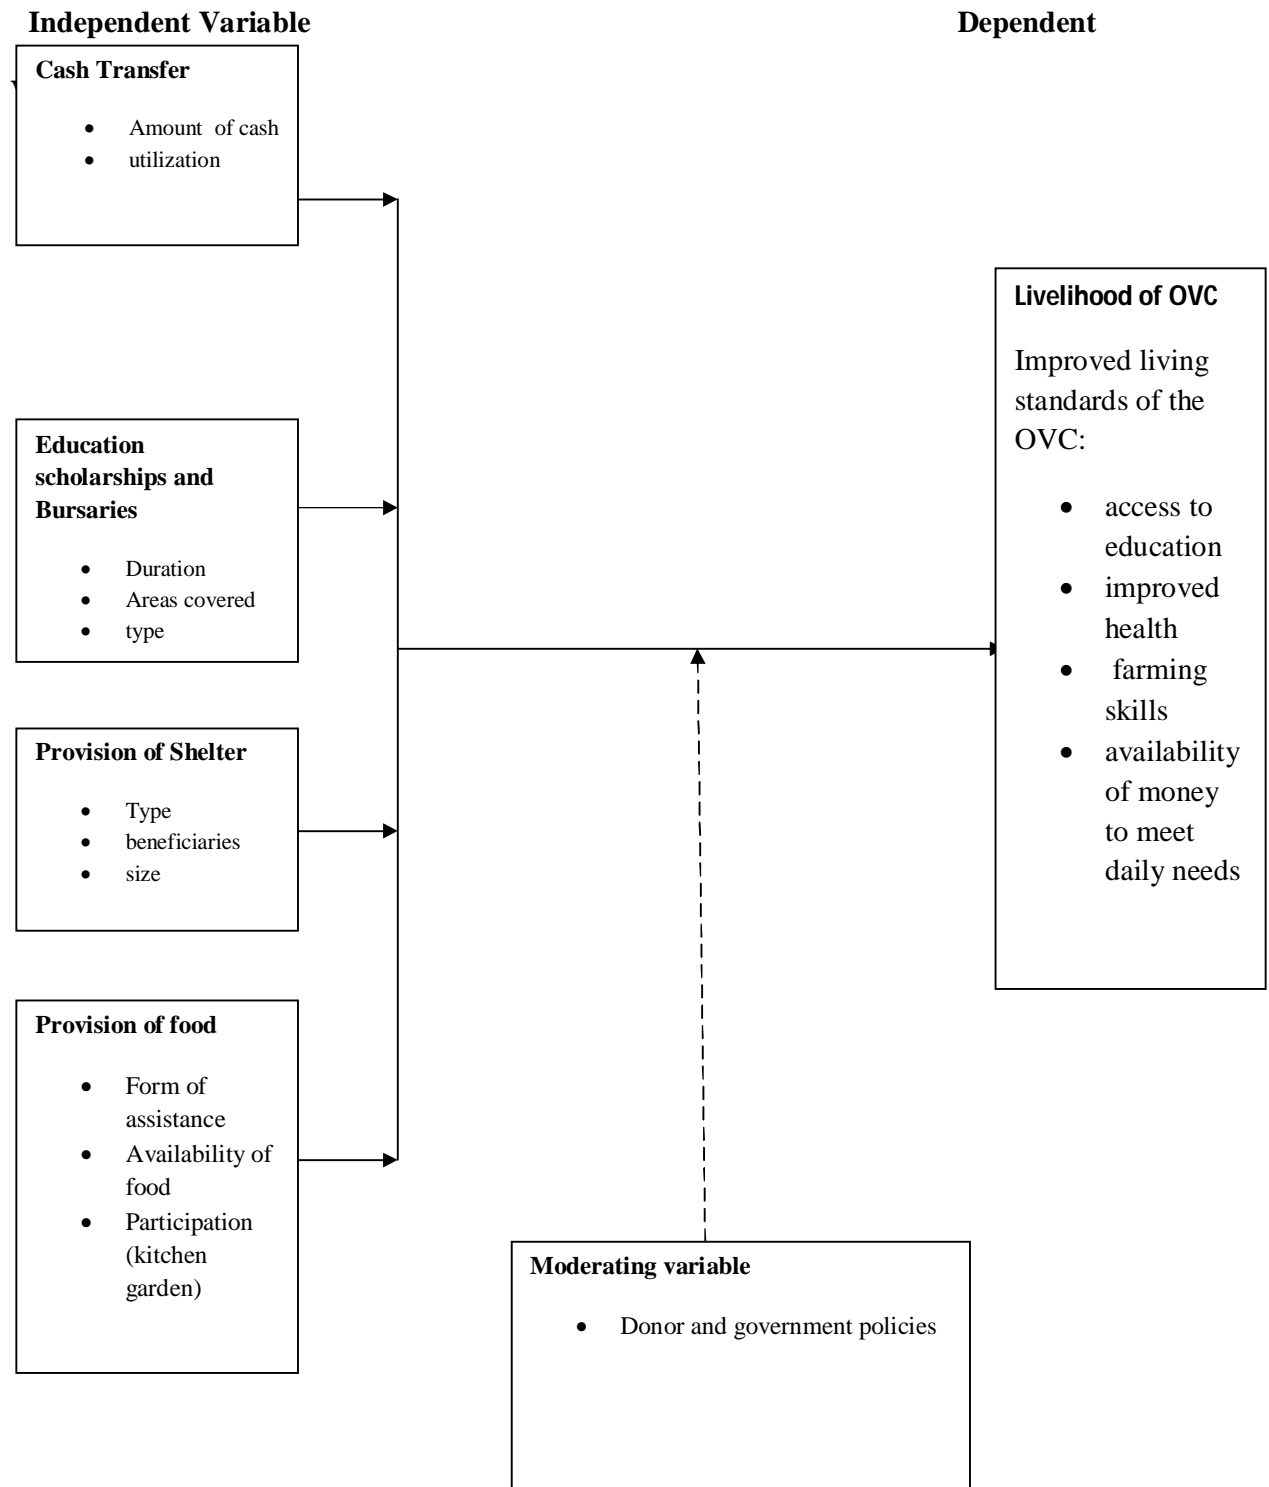 Independent Variable
Dependent
Cash Transfer
• Amount of cash
• utilization
Education
scholarships and
Bursaries
• Duration
• Areas covered
• type
Provision of Shelter
• Type
• beneficiaries
• size
Provision of food
• Form of
assistance
• Availability of
food
• Participation
(kitchen
garden)
Livelihood of OVC
Improved living
standards of the
OVC:
• access to
education
• improved
health
• farming
skills
• availability
of money
to meet
daily needs
Moderating variable
• Donor and government policies